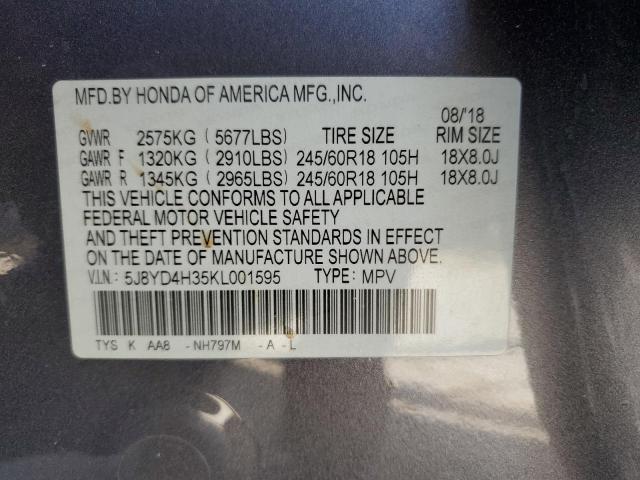 MFD.BY HONDA OF AMERICA MFG.,INC.
08/'18
GVWR 2575KG ( 5677LBS) TIRE SIZE RIM SIZE
GAWR F 1320KG ( 2910LBS) 245/60R18 105H 18X8.0J
GAWR R 1345KG ( 2965LBS) 245/60R18 105H 18X8.0J
THIS VEHICLE CONFORMS TO ALL APPLICABLE
FEDERAL MOTOR VEHICLE SAFETY
AND THEFT PREVENTION STANDARDS IN EFFECT
ON THE DATE OF MANUFACTURE SHOWN ABOVE.
V.I.N.: 5J8YD4H35KL001595 TYPE: MPV
TYS K AA8 - NH797M - A - L